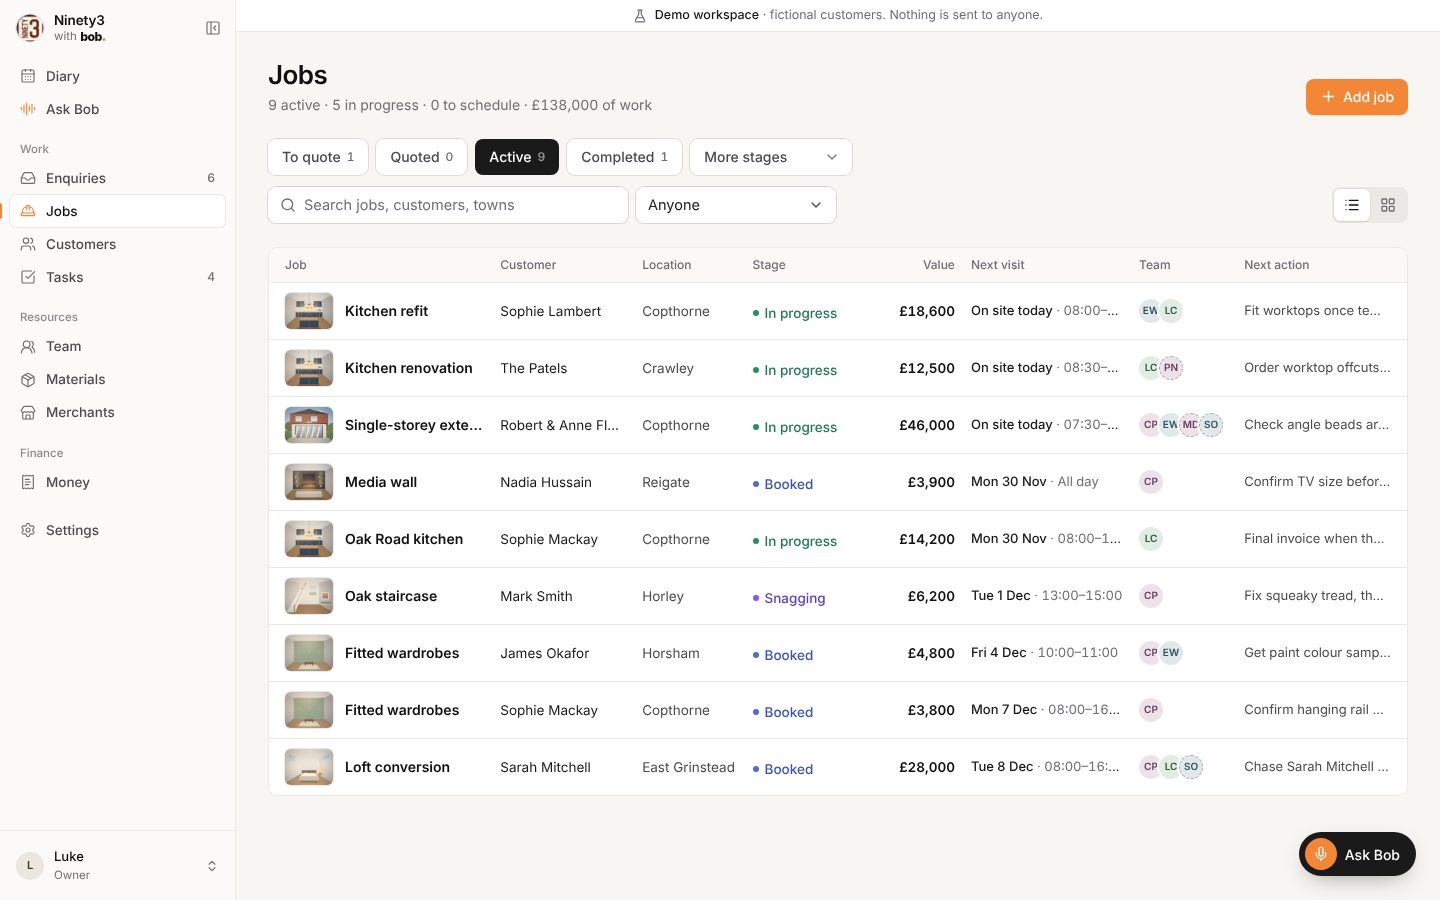 Ninety3
with bob.
Diary
Ask Bob
Work
Enquiries 6
Jobs
Customers
Tasks 4
Resources
Team
Materials
Merchants
Finance
Money
Settings
L
Luke
Owner
Demo workspace · fictional customers. Nothing is sent to anyone.
Jobs
9 active · 5 in progress · 0 to schedule · £138,000 of work
+ Add job
To quote 1 Quoted 0 Active 9 Completed 1 More stages
Search jobs, customers, towns Anyone
Job Customer Location Stage Value Next visit Team Next action
Kitchen refit Sophie Lambert Copthorne In progress £18,600 On site today · 08:00–... EW LC Fit worktops once te...
Kitchen renovation The Patels Crawley In progress £12,500 On site today · 08:30–... LC PN Order worktop offcuts...
Single-storey exte... Robert & Anne Fl... Copthorne In progress £46,000 On site today · 07:30–... CP EW MD SO Check angle beads ar...
Media wall Nadia Hussain Reigate Booked £3,900 Mon 30 Nov · All day CP Confirm TV size befor...
Oak Road kitchen Sophie Mackay Copthorne In progress £14,200 Mon 30 Nov · 08:00–1... LC Final invoice when th...
Oak staircase Mark Smith Horley Snagging £6,200 Tue 1 Dec · 13:00–15:00 CP Fix squeaky tread, th...
Fitted wardrobes James Okafor Horsham Booked £4,800 Fri 4 Dec · 10:00–11:00 CP EW Get paint colour samp...
Fitted wardrobes Sophie Mackay Copthorne Booked £3,800 Mon 7 Dec · 08:00–16... CP Confirm hanging rail ...
Loft conversion Sarah Mitchell East Grinstead Booked £28,000 Tue 8 Dec · 08:00–16:... CP LC SO Chase Sarah Mitchell ...
Ask Bob